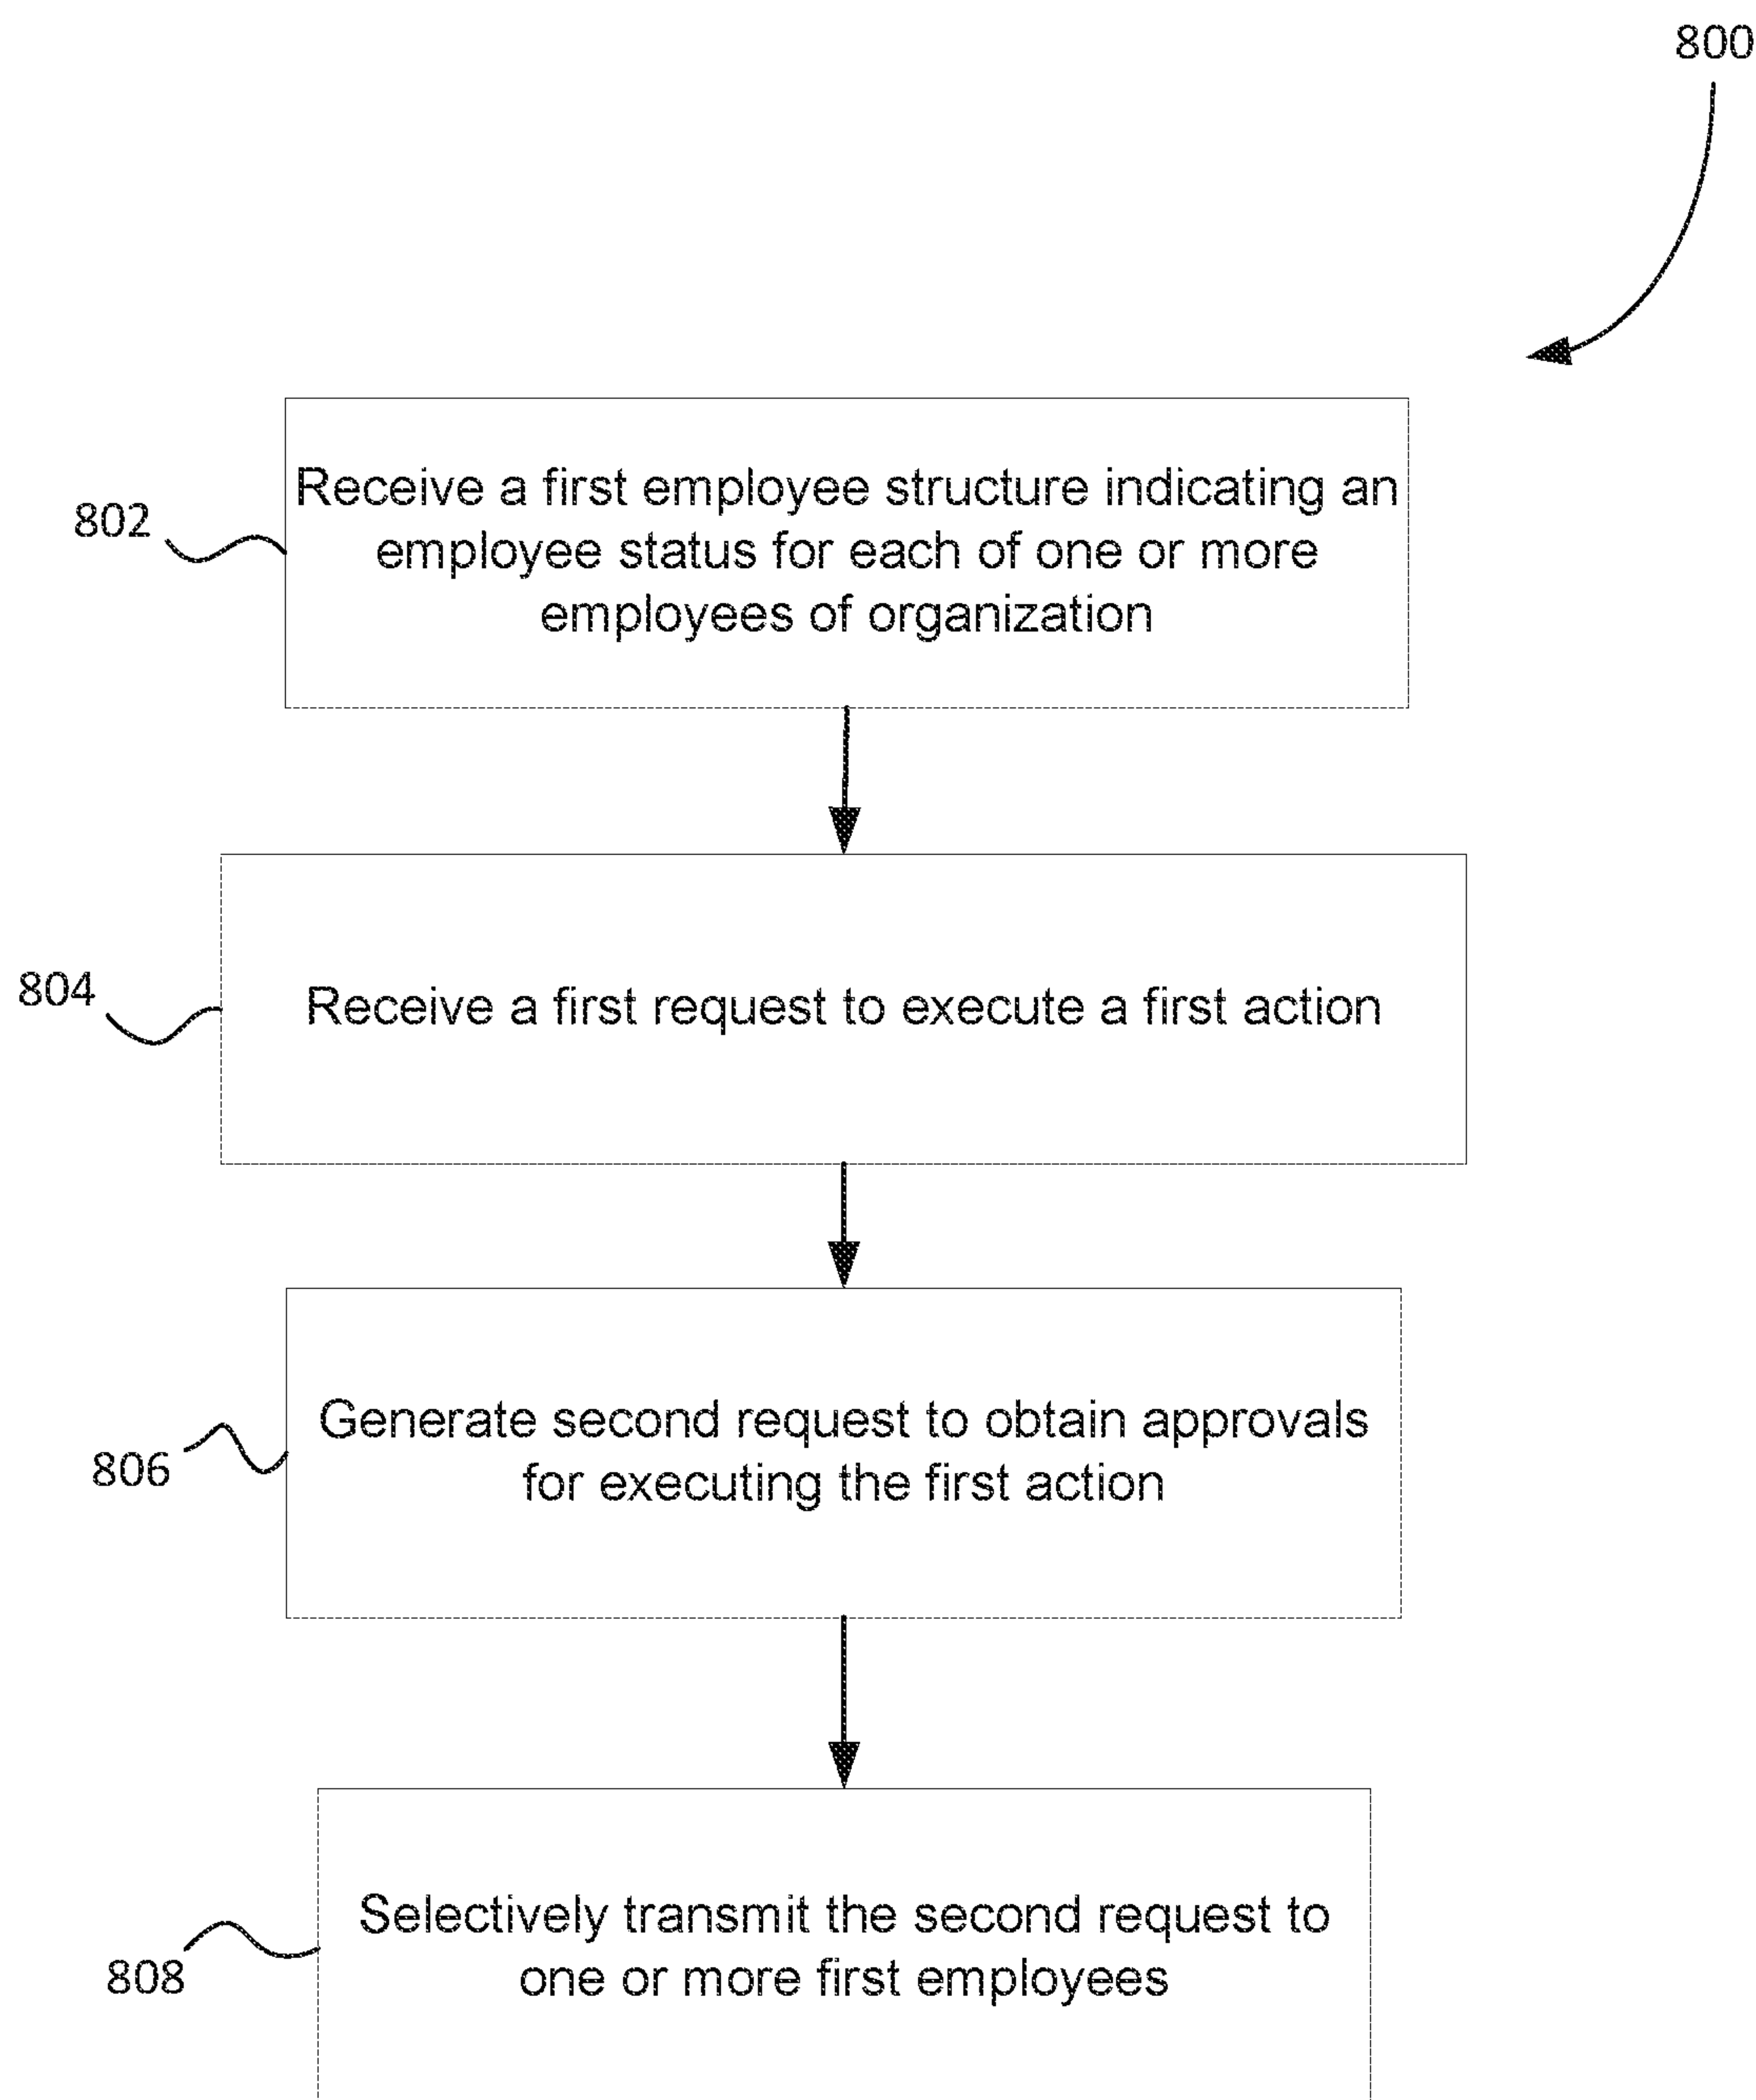 800
802
Receive a first employee structure indicating an
employee status for each of one or more
employees of organization
804
Receive a first request to execute a first action
806
Generate second request to obtain approvals
for executing the first action
808
Selectively transmit the second request to
one or more first employees